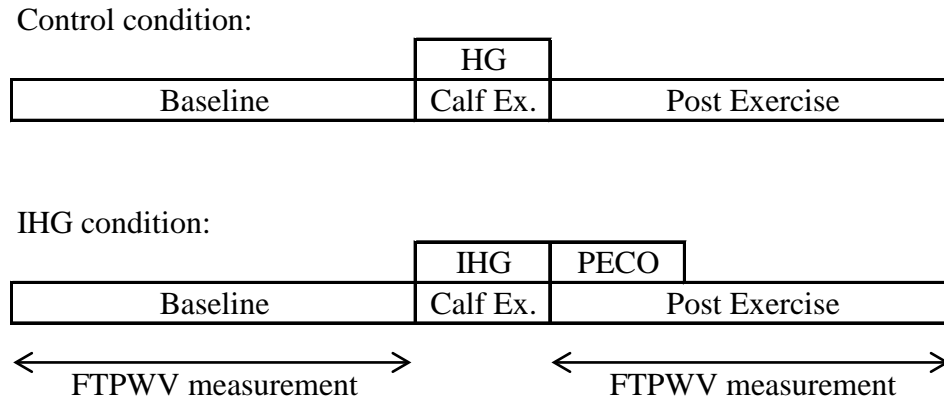 Control condition:
HG
Baseline Calf Ex. Post Exercise
IHG condition:
IHG PECO
Baseline Calf Ex. Post Exercise
FTPWV measurement FTPWV measurement